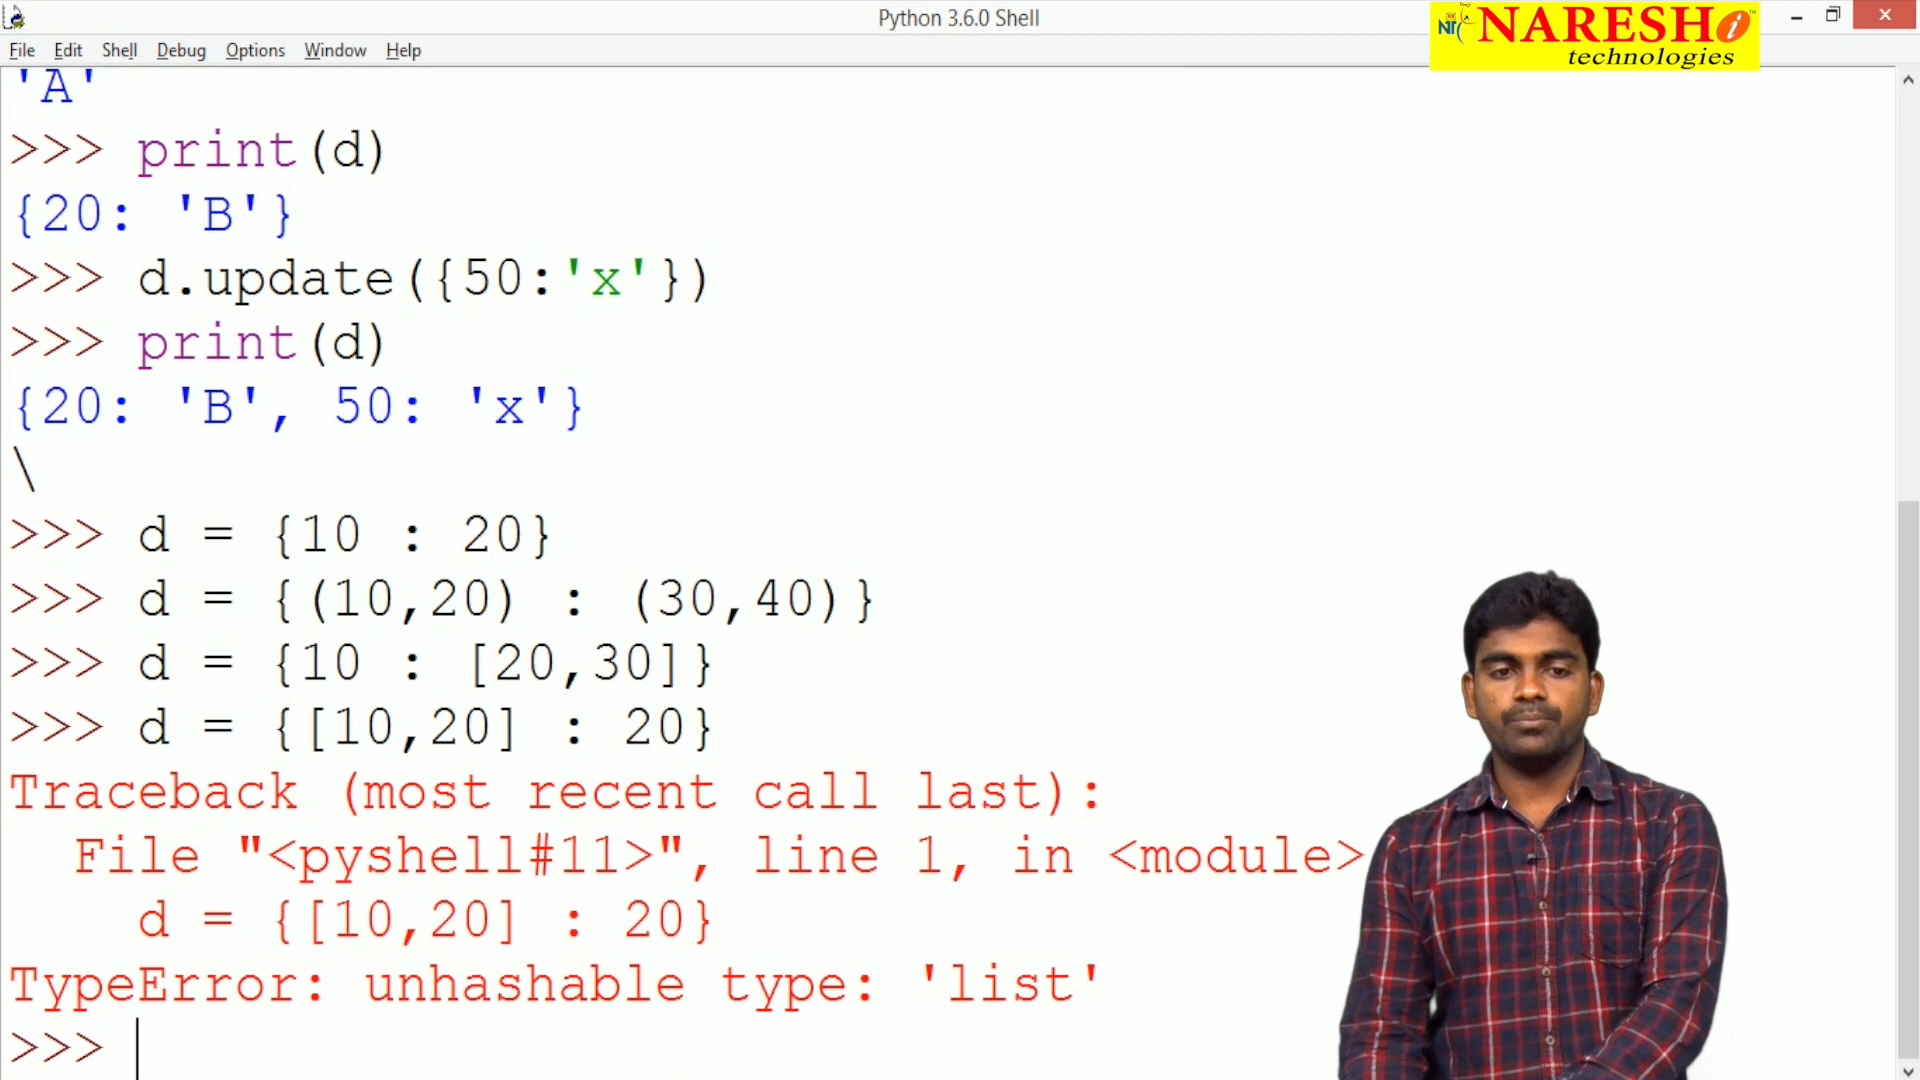 Python 3.6.0 Shell
NT
NARESH i
technologies
File Edit Shell Debug Options Window Help
'A'
>>> print(d)
{20: 'B'}
>>> d.update({50:'x'})
>>> print(d)
{20: 'B', 50: 'x'}
\
>>> d = {10 : 20}
>>> d = {(10,20) : (30,40)}
>>> d = {10 : [20,30]}
>>> d = {[10,20] : 20}
Traceback (most recent call last):
  File "<pyshell#11>", line 1, in <module>
    d = {[10,20] : 20}
TypeError: unhashable type: 'list'
>>>